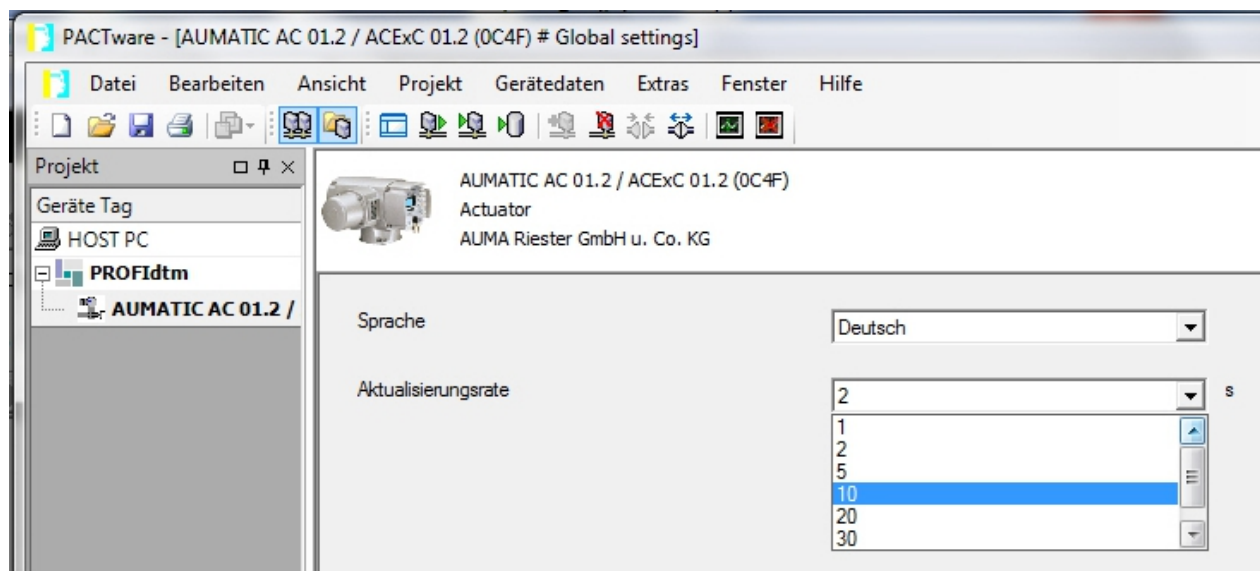 PACTware - [AUMATIC AC 01.2 / ACExC 01.2 (0C4F) # Global settings]
Datei Bearbeiten Ansicht Projekt Gerätedaten Extras Fenster Hilfe
Projekt
Geräte Tag
HOST PC
PROFIdtm
AUMATIC AC 01.2 /
AUMATIC AC 01.2 / ACExC 01.2 (0C4F)
Actuator
AUMA Riester GmbH u. Co. KG
Sprache Deutsch
Aktualisierungsrate 2 s
1
2
5
10
20
30